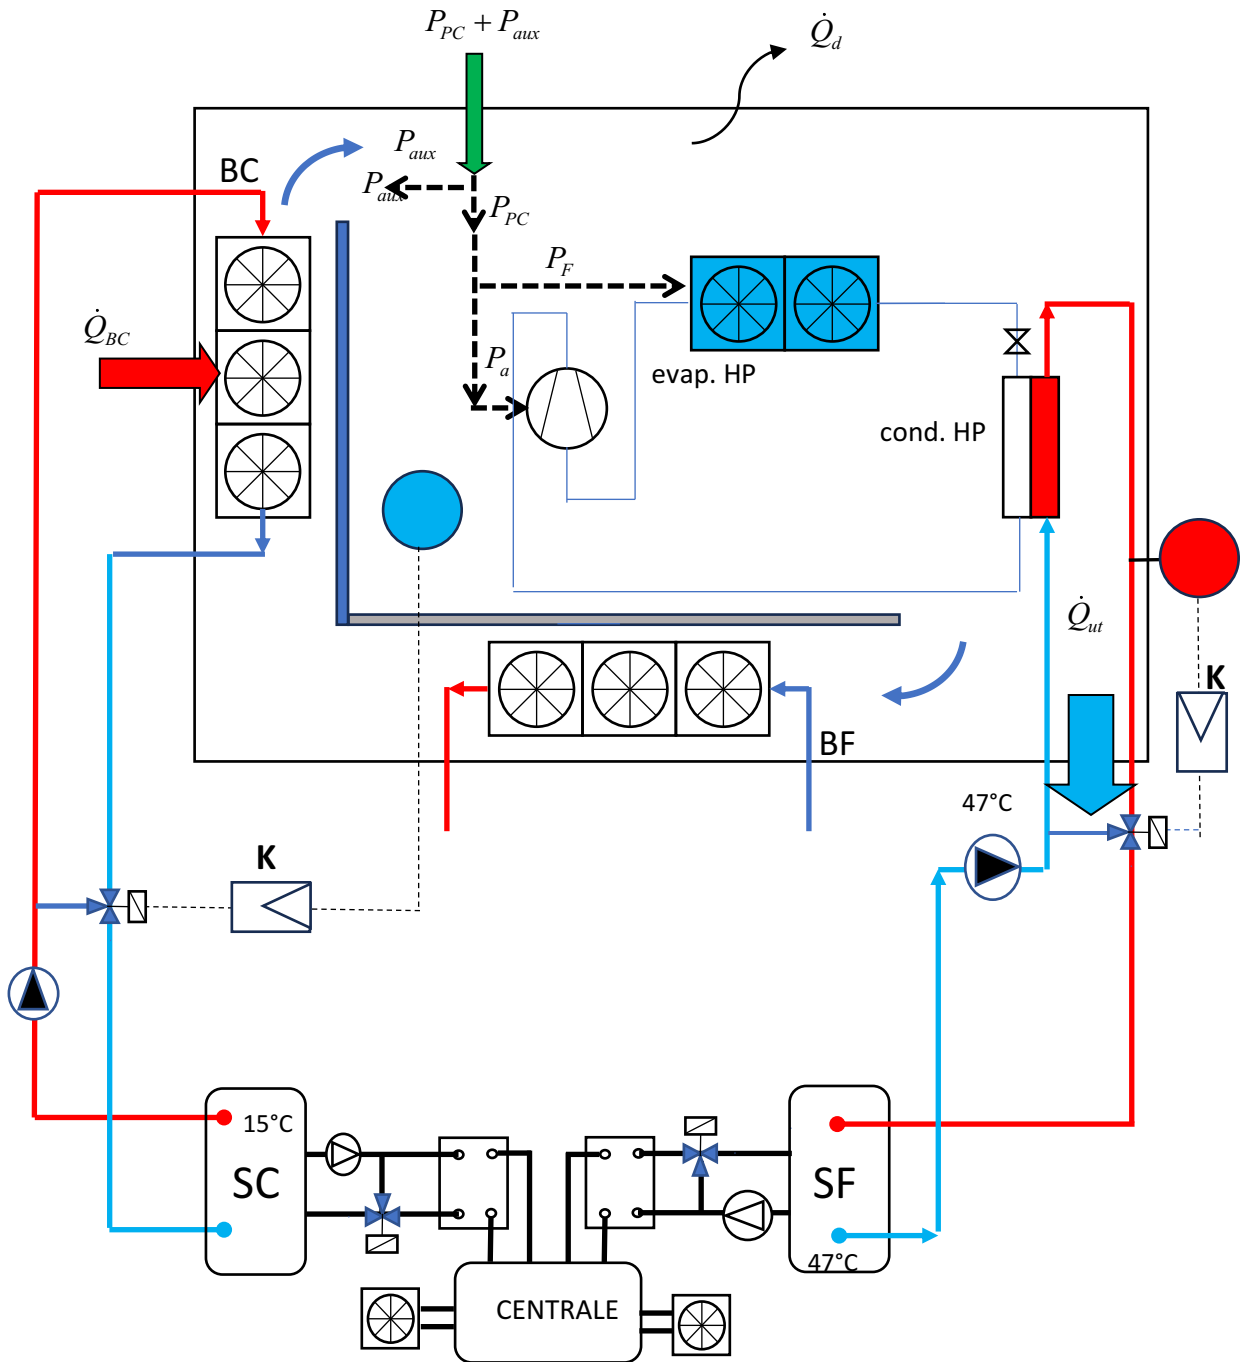 P_PC + P_aux
Q̇_d
P_aux
BC
P_aux
P_PC
P_F
Q̇_BC
P_a
evap. HP
cond. HP
Q̇_ut
K
BF
47°C
K
15°C
SC
SF
47°C
CENTRALE